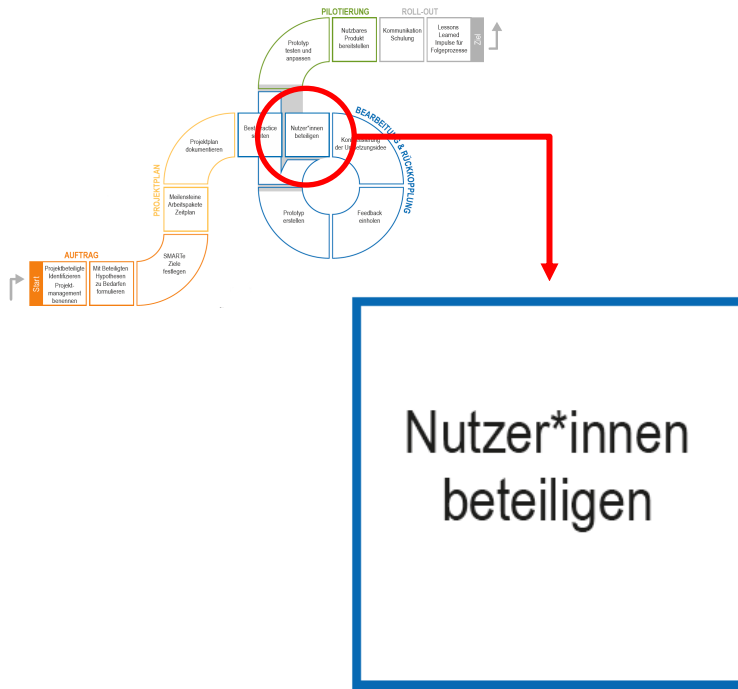 PILOTIERUNG
ROLL-OUT
Prototyp
testen und
anpassen
Nutzbares
Produkt
bereitstellen
Kommunikation
Schulung
Lessons
Learned
Impulse für
Folgeprozesse
Ziel
BEARBEITUNG & RÜCKKOPPLUNG
Projektplan
dokumentieren
Nutzer*innen
beteiligen
der Umsetzungsidee
PROJEKTPLAN
Meilensteine
Arbeitspakete
Zeitplan
Prototyp
erstellen
Feedback
einholen
AUFTRAG
SMARTe
Ziele
festlegen
Start
Projektbeteiligte
Identifizieren
Projekt-
management
benennen
Mit Beteiligten
Hypothesen
zu Bedarfen
formulieren
Nutzer*innen
beteiligen